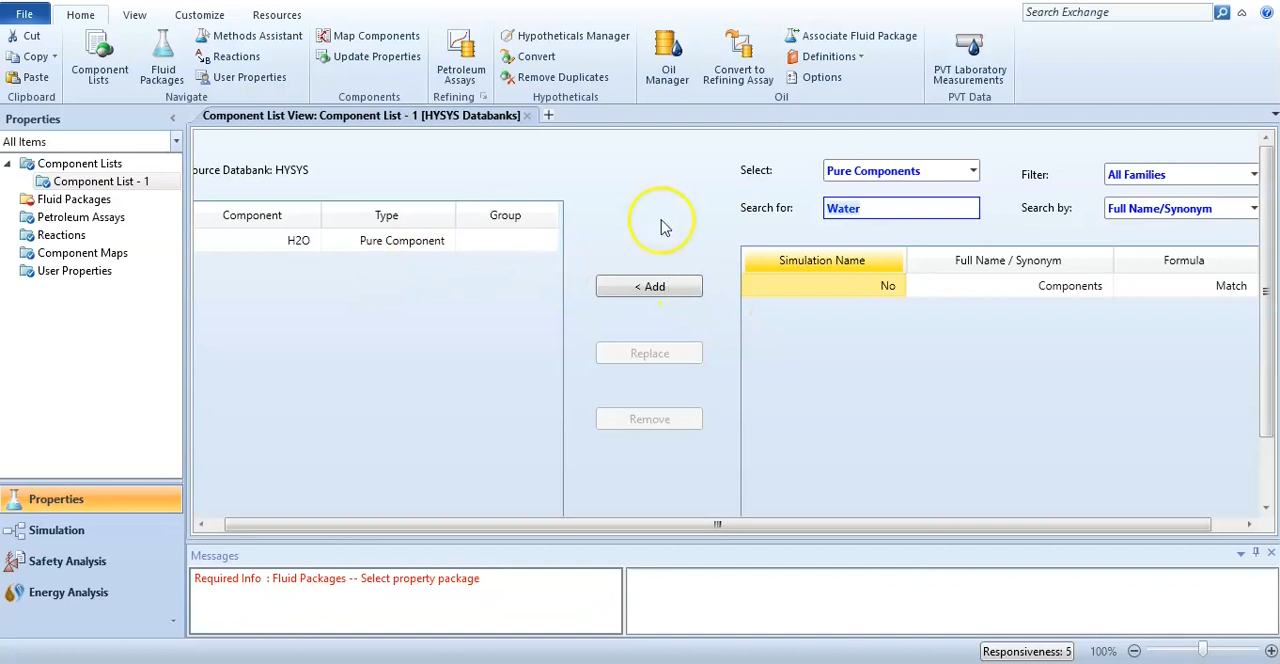 File Home View Customize Resources Search Exchange
Cut Methods Assistant Map Components Hypotheticals Manager Associate Fluid Package
Copy Reactions Update Properties Convert Definitions
Paste Component Lists Fluid Packages User Properties Petroleum Assays Remove Duplicates Oil Manager Convert to Refining Assay Options PVT Laboratory Measurements
Clipboard Navigate Components Refining Hypotheticals Oil PVT Data
Properties Component List View: Component List - 1 [HYSYS Databanks]
All Items
Component Lists
Component List - 1
Fluid Packages
Petroleum Assays
Reactions
Component Maps
User Properties
Properties
Simulation
Safety Analysis
Energy Analysis
ource Databank: HYSYS
Component Type Group
H2O Pure Component
< Add
Replace
Remove
Select: Pure Components Filter: All Families
Search for: Water Search by: Full Name/Synonym
Simulation Name Full Name / Synonym Formula
No Components Match
Messages
Required Info : Fluid Packages -- Select property package
Responsiveness: 5 100%